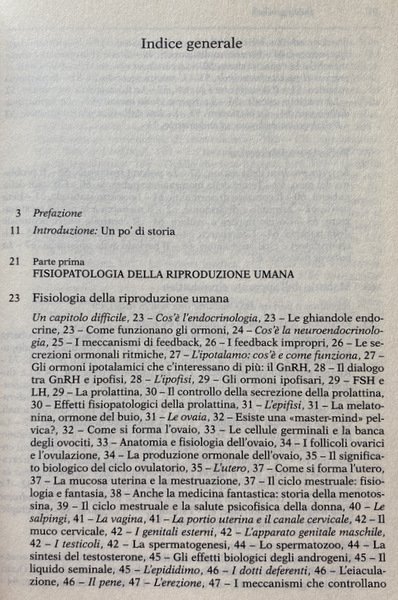 Indice generale
3 Prefazione
11 Introduzione: Un po' di storia
21 Parte prima
FISIOPATOLOGIA DELLA RIPRODUZIONE UMANA
23 Fisiologia della riproduzione umana
Un capitolo difficile, 23 – Cos'è l'endocrinologia, 23 – Le ghiandole endo-
crine, 23 – Come funzionano gli ormoni, 24 – Cos'è la neuroendocrinolo-
gia, 25 – I meccanismi di feedback, 26 – I feedback impropri, 26 – Le se-
crezioni ormonali ritmiche, 27 – L'ipotalamo: cos'è e come funziona, 27 –
Gli ormoni ipotalamici che c'interessano di più: il GnRH, 28 – Il dialogo
tra GnRH e ipofisi, 28 – L'ipofisi, 29 – Gli ormoni ipofisari, 29 – FSH e
LH, 29 – La prolattina, 30 – Il controllo della secrezione della prolattina,
30 – Effetti fisiopatologici della prolattina, 31 – L'epifisi, 31 – La melato-
nina, ormone del buio, 31 – Le ovaia, 32 – Esiste una «master-mind» pel-
vica?, 32 – Come si forma l'ovaio, 33 – Le cellule germinali e la banca
degli ovociti, 33 – Anatomia e fisiologia dell'ovaio, 34 – I follicoli ovarici
e l'ovulazione, 34 – La produzione ormonale dell'ovaio, 35 – Il significa-
to biologico del ciclo ovulatorio, 35 – L'utero, 37 – Come si forma l'utero,
37 – La mucosa uterina e la mestruazione, 37 – Il ciclo mestruale: fisiolo-
gia e fantasia, 38 – Anche la medicina fantastica: storia della menotos-
sina, 39 – Il ciclo mestruale e la salute psicofisica della donna, 40 – Le
salpingi, 41 – La vagina, 41 – La portio uterina e il canale cervicale, 42 – Il
muco cervicale, 42 – I genitali esterni, 42 – L'apparato genitale maschile,
42 – I testicoli, 42 – La spermatogenesi, 44 – Lo spermatozoo, 44 – La
sintesi del testosterone, 45 – Gli effetti biologici degli androgeni, 45 – Il
liquido seminale, 45 – L'epididimo, 46 – I dotti deferenti, 46 – L'eiacula-
zione, 46 – Il pene, 47 – L'erezione, 47 – I meccanismi che controllano